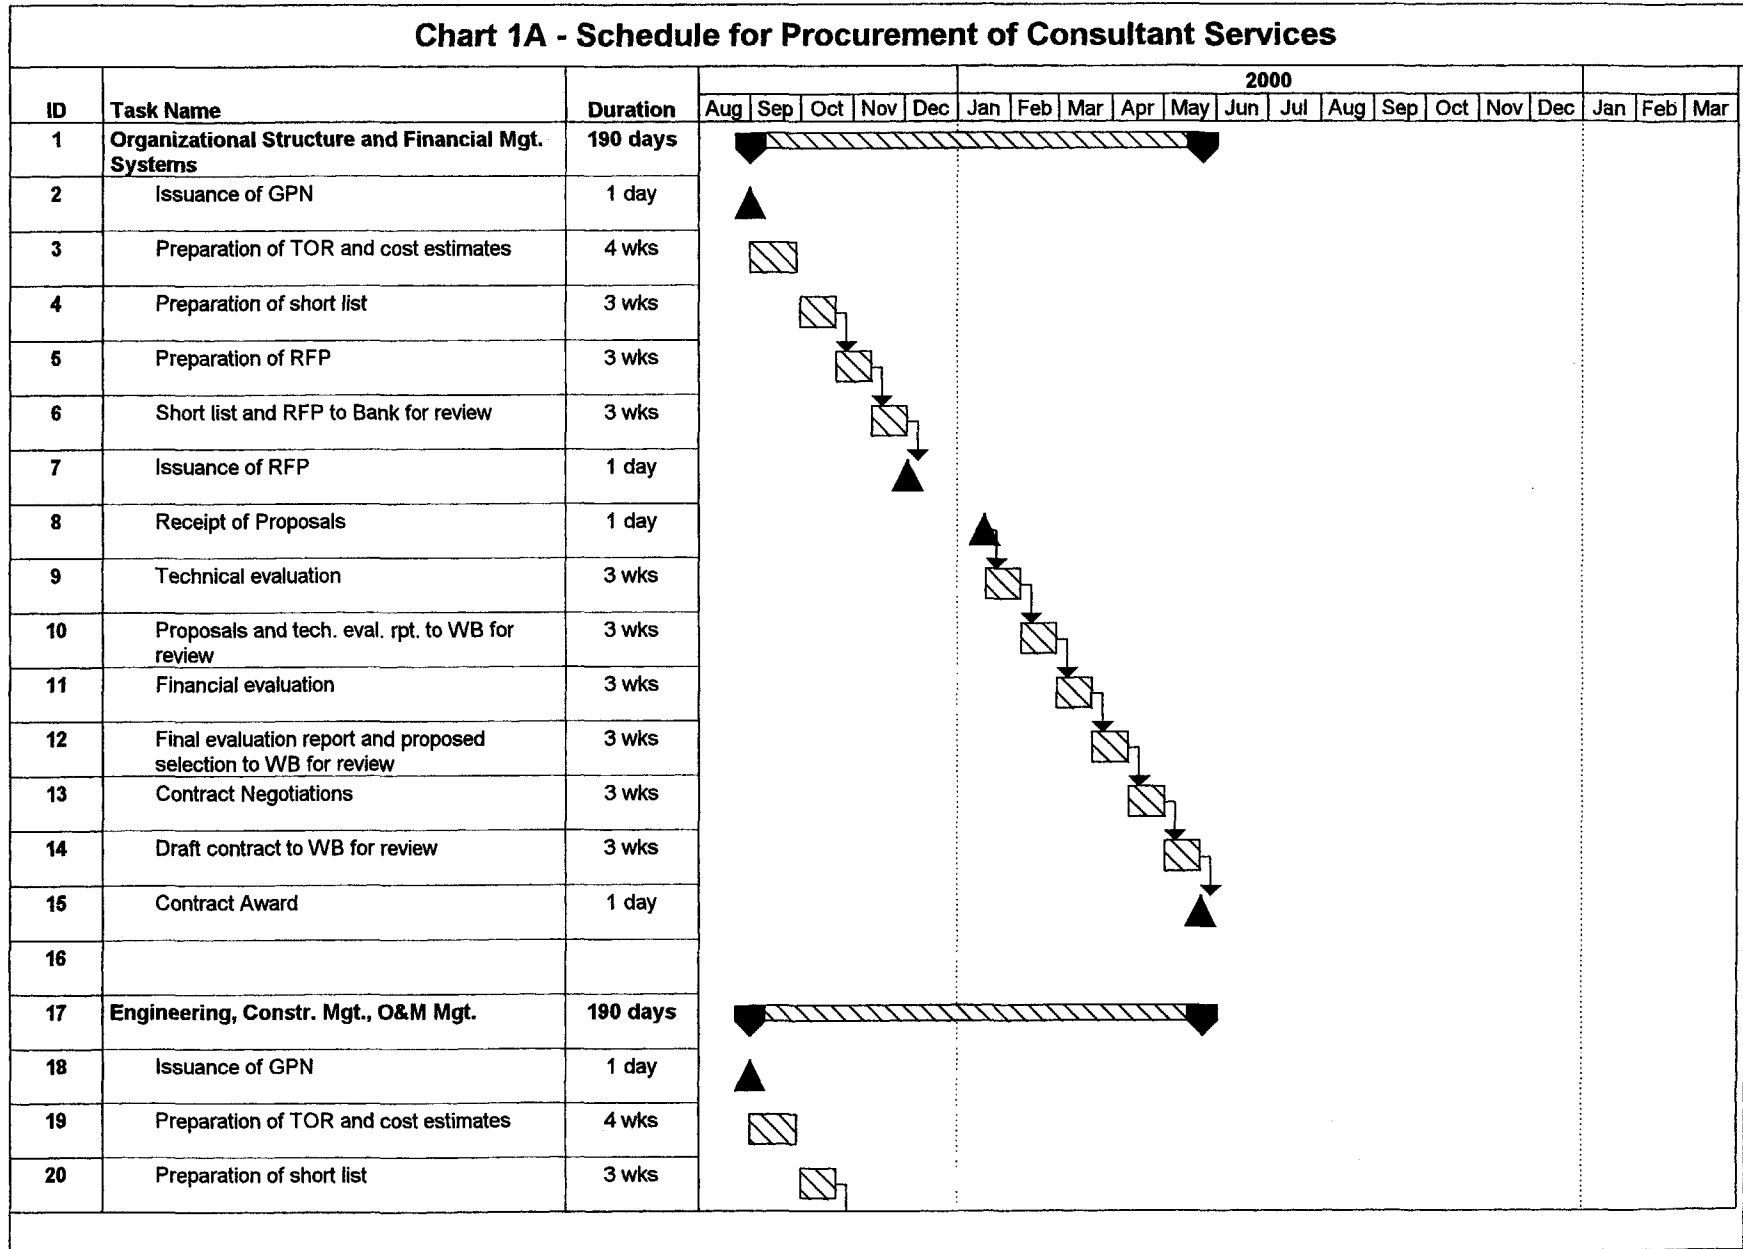 Chart 1A - Schedule for Procurement of Consultant Services
2000
ID Task Name Duration Aug Sep Oct Nov Dec Jan Feb Mar Apr May Jun Jul Aug Sep Oct Nov Dec Jan Feb Mar
1 Organizational Structure and Financial Mgt. 190 days
Systems
2 Issuance of GPN 1 day
3 Preparation of TOR and cost estimates 4 wks
4 Preparation of short list 3 wks
5 Preparation of RFP 3 wks
6 Short list and RFP to Bank for review 3 wks
7 Issuance of RFP 1 day
8 Receipt of Proposals 1 day
9 Technical evaluation 3 wks
10 Proposals and tech. eval. rpt. to WB for 3 wks
review
11 Financial evaluation 3 wks
12 Final evaluation report and proposed 3 wks
selection to WB for review
13 Contract Negotiations 3 wks
14 Draft contract to WB for review 3 wks
15 Contract Award 1 day
16
17 Engineering, Constr. Mgt., O&M Mgt. 190 days
18 Issuance of GPN 1 day
19 Preparation of TOR and cost estimates 4 wks
20 Preparation of short list 3 wks